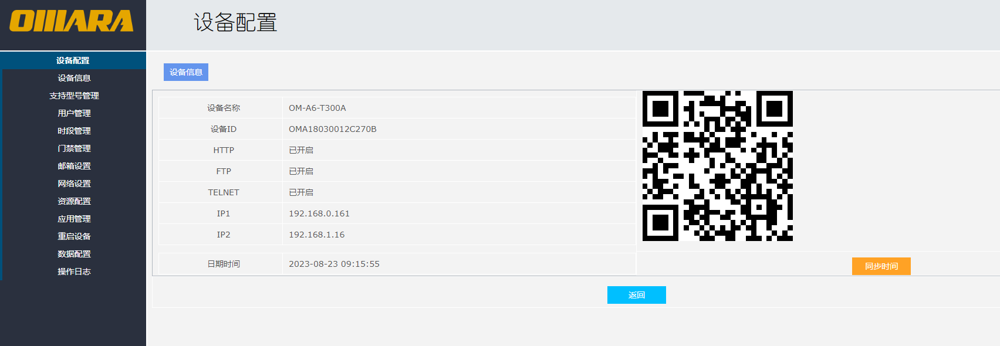 OMARA
设备配置
设备配置
设备信息
支持型号管理
用户管理
时段管理
门禁管理
邮箱设置
网络设置
资源配置
应用管理
重启设备
数据配置
操作日志
设备信息
设备名称 OM-A6-T300A
设备ID OMA18030012C270B
HTTP 已开启
FTP 已开启
TELNET 已开启
IP1 192.168.0.161
IP2 192.168.1.16
日期时间 2023-08-23 09:15:55
同步时间
返回